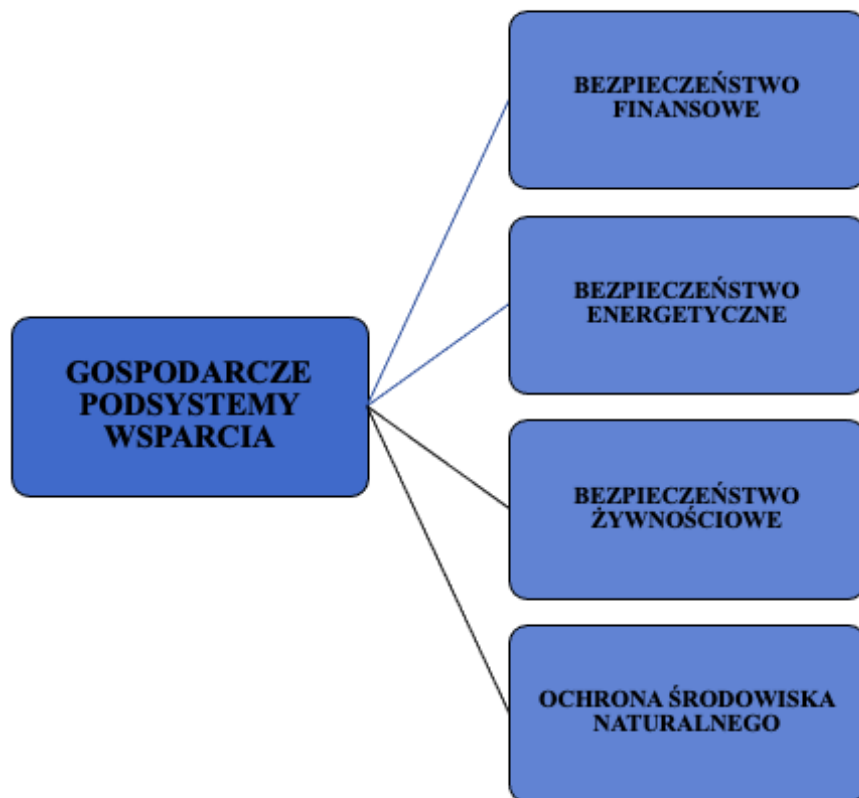 GOSPODARCZE
PODSYSTEMY
WSPARCIA
BEZPIECZEŃSTWO
FINANSOWE
BEZPIECZEŃSTWO
ENERGETYCZNE
BEZPIECZEŃSTWO
ŻYWNOŚCIOWE
OCHRONA ŚRODOWISKA
NATURALNEGO